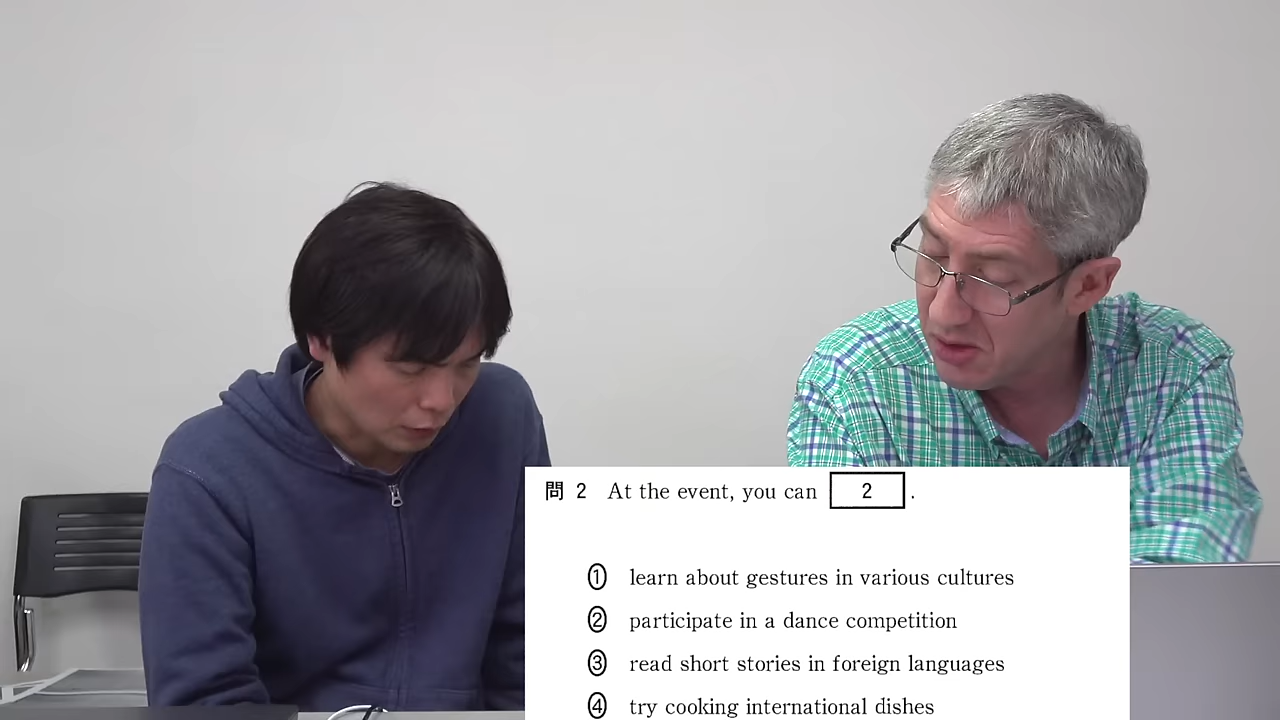 問 2 At the event, you can 2 .
① learn about gestures in various cultures
② participate in a dance competition
③ read short stories in foreign languages
④ try cooking international dishes